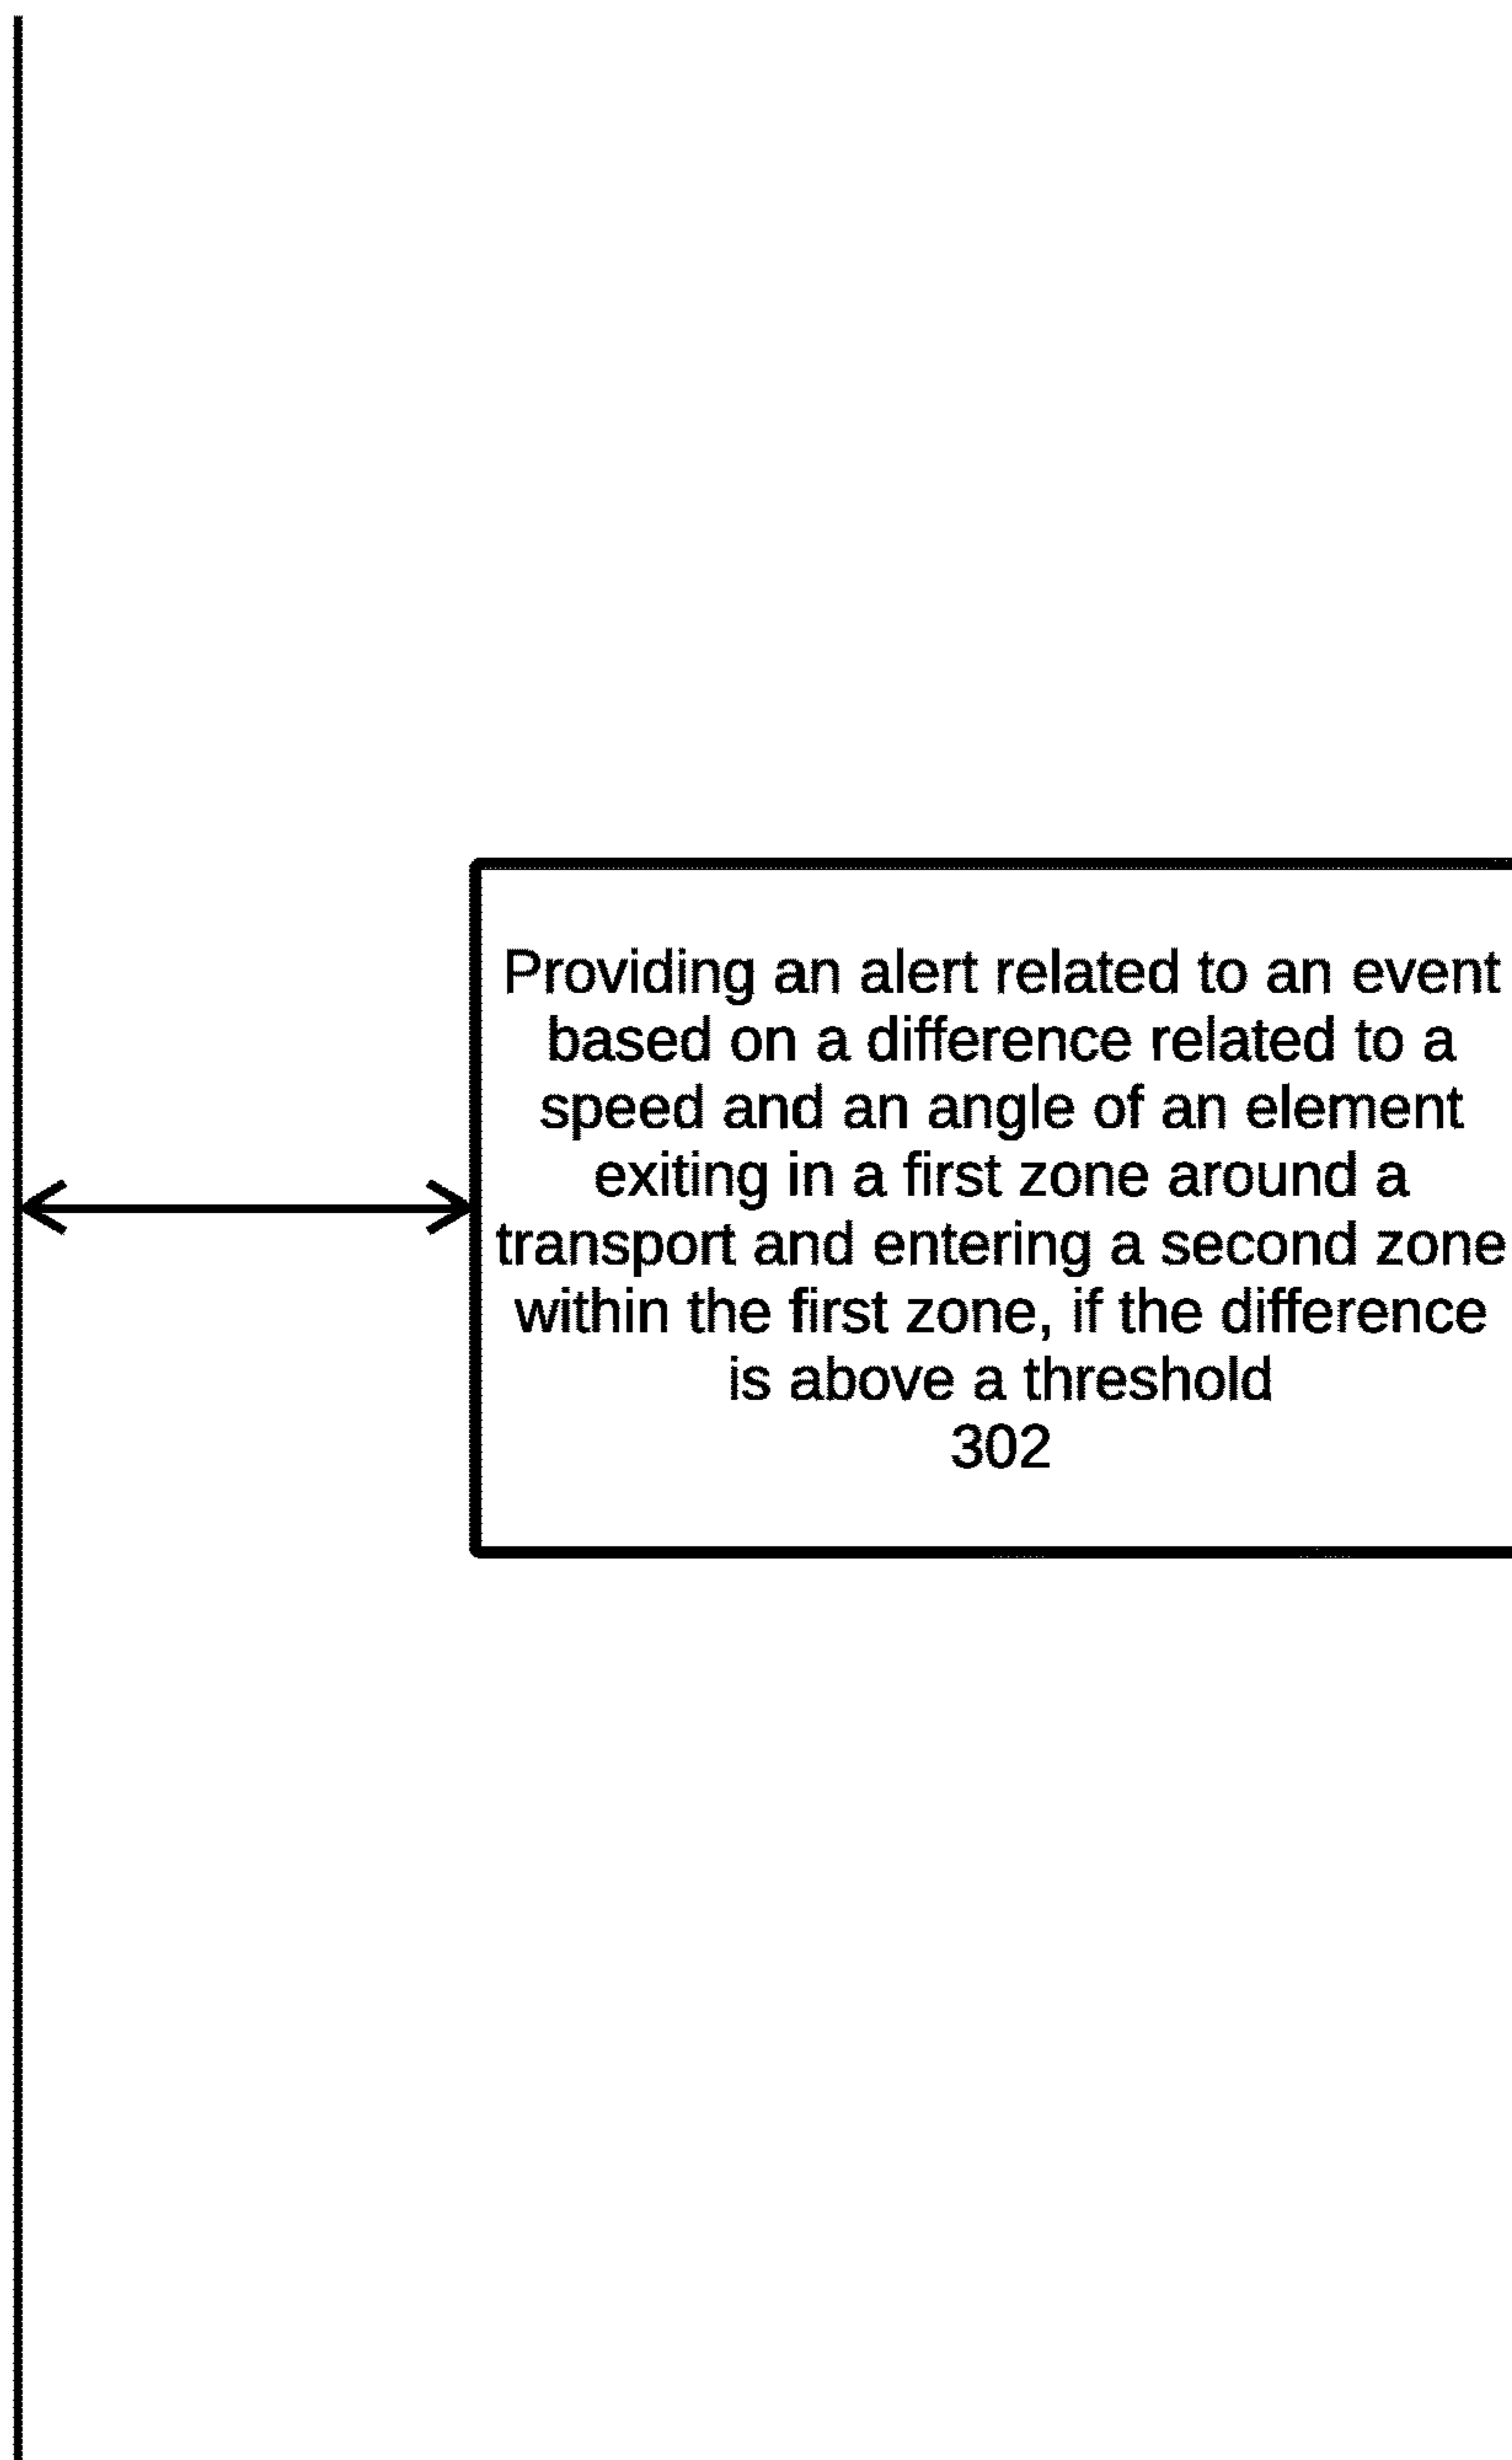 Providing an alert related to an event
based on a difference related to a
speed and an angle of an element
exiting in a first zone around a
transport and entering a second zone
within the first zone, if the difference
is above a threshold
302